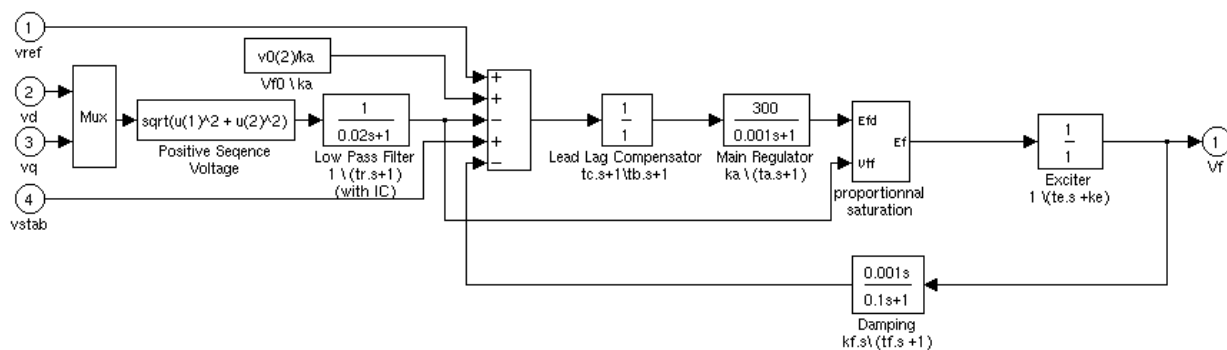 1
vref
v0(2)/ka
Vf0 \ ka
2
vd
3
vq
Mux
sqrt(u(1)^2 + u(2)^2)
Positive Seqence
Voltage
1
0.02s+1
Low Pass Filter
1 \ (tr.s+1)
(with IC)
4
vstab
+
+
−
+
−
1
1
Lead Lag Compensator
tc.s+1\tb.s+1
300
0.001s+1
Main Regulator
ka \ (ta.s+1)
Efd
Vtf
Ef
proportionnal
saturation
1
1
Exciter
1 \(te.s +ke)
1
Vf
0.001s
0.1s+1
Damping
kf.s\ (tf.s +1)